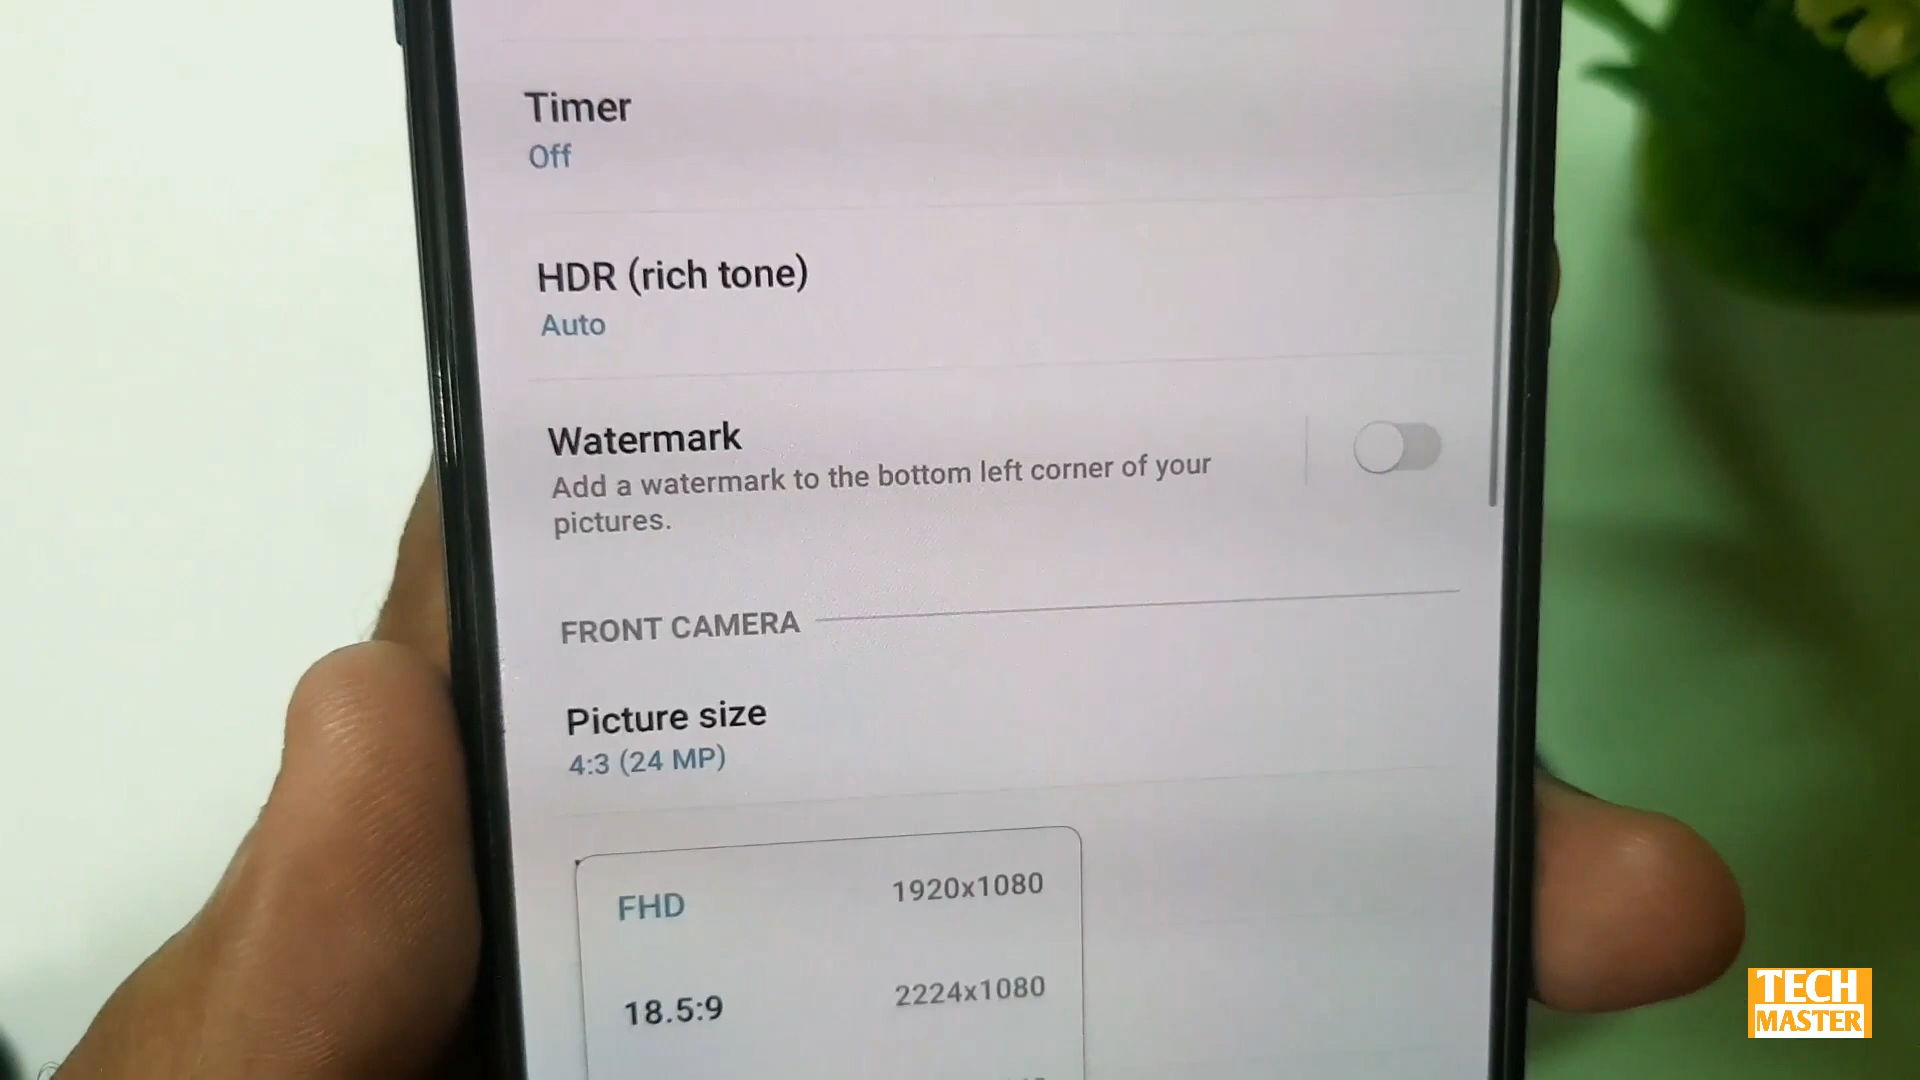 Timer
Off
HDR (rich tone)
Auto
Watermark
Add a watermark to the bottom left corner of your
pictures.
FRONT CAMERA
Picture size
4:3 (24 MP)
FHD 1920x1080
18.5:9 2224x1080
TECH
MASTER